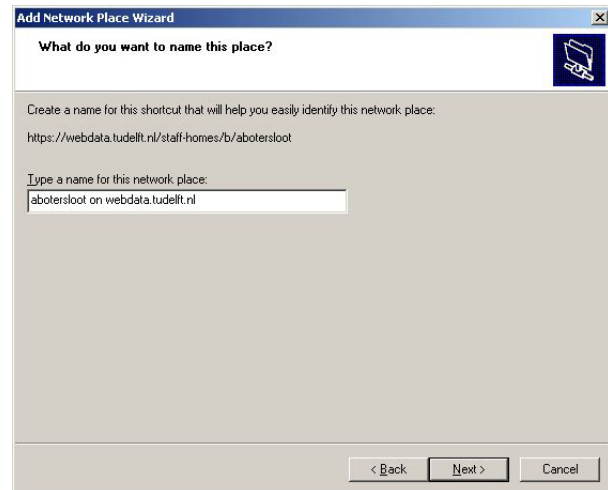 Add Network Place Wizard
What do you want to name this place?
Create a name for this shortcut that will help you easily identify this network place:
https://webdata.tudelft.nl/staff-homes/b/abotersloot
Type a name for this network place:
abotersloot on webdata.tudelft.nl
< Back
Next >
Cancel